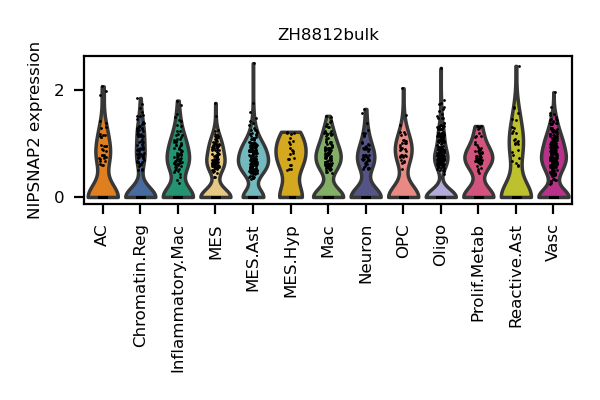 ZH8812bulk
NIPSNAP2 expression
2
0
AC
Chromatin.Reg
Inflammatory.Mac
MES
MES.Ast
MES.Hyp
Mac
Neuron
OPC
Oligo
Prolif.Metab
Reactive.Ast
Vasc